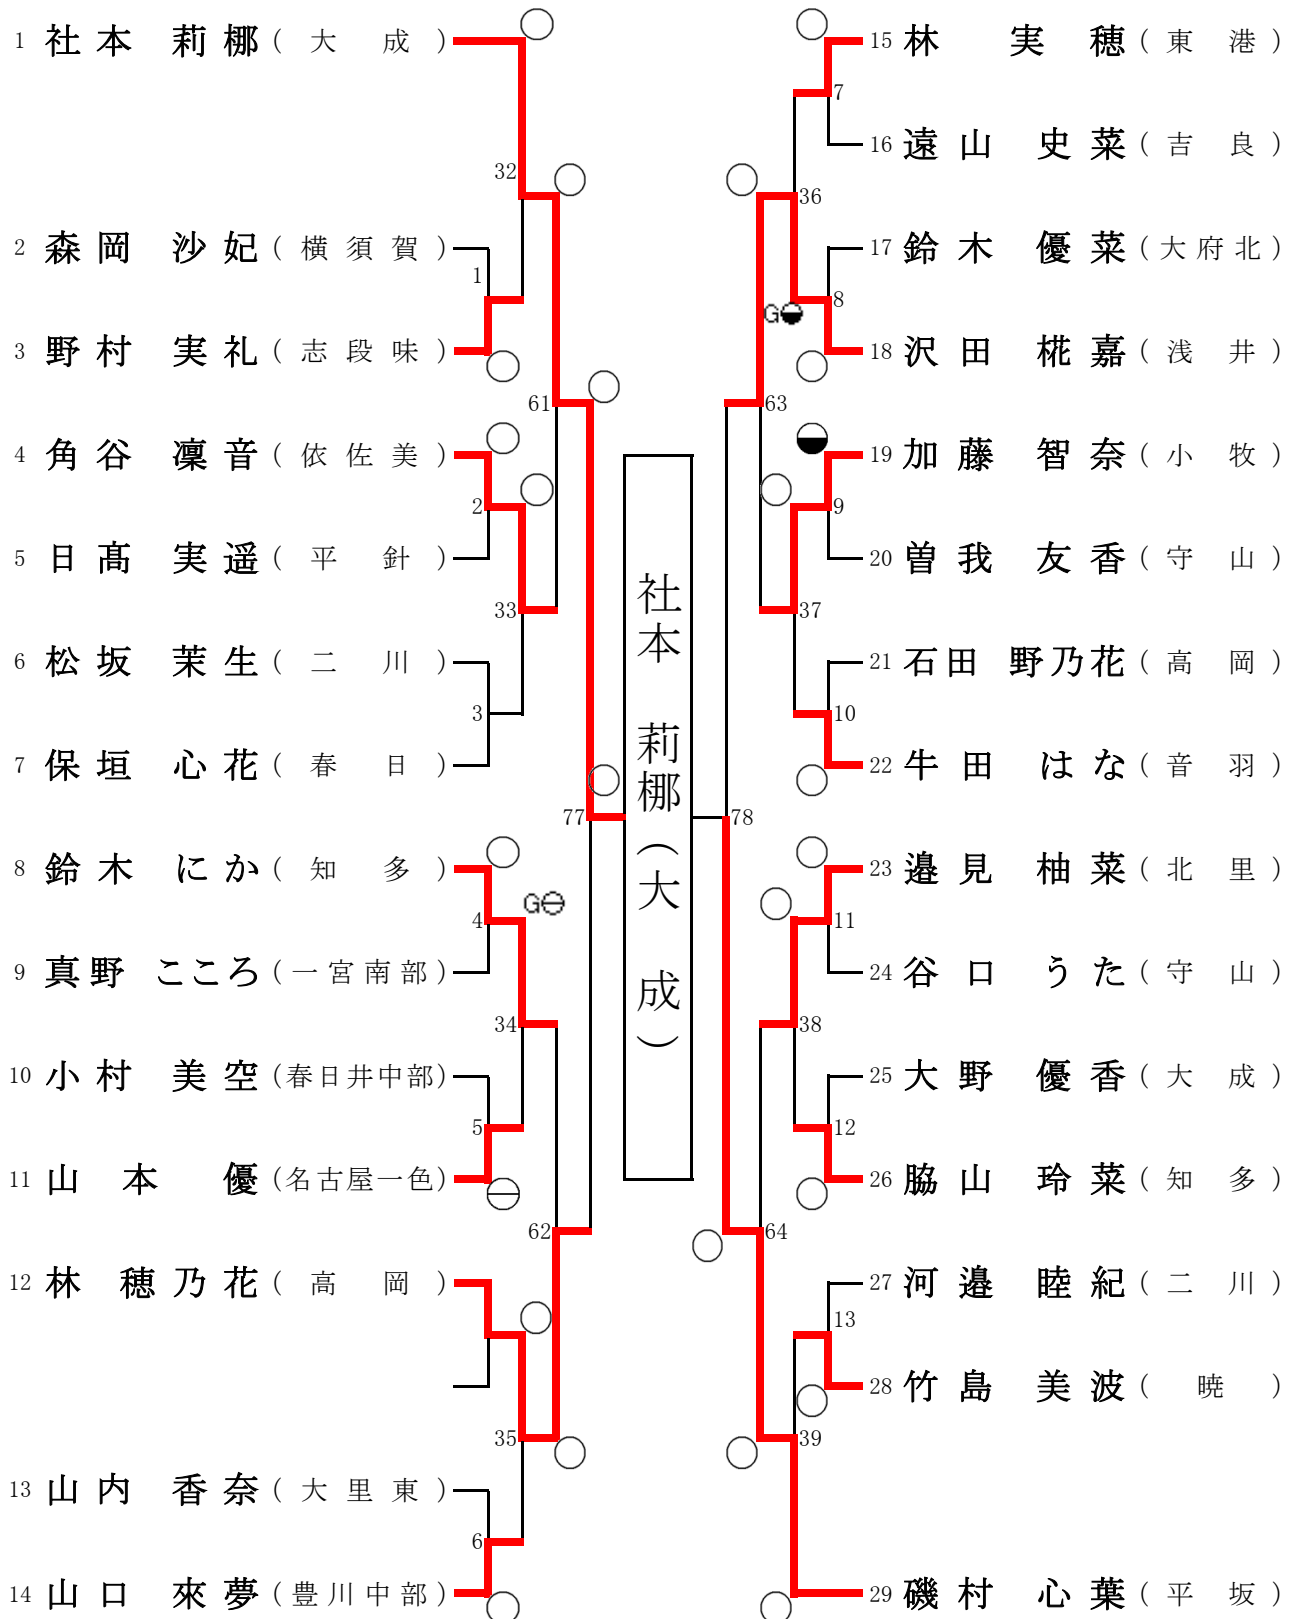 1 社本 莉梛 （大成）
32
2 森岡 沙妃 （横須賀）
1
3 野村 実礼 （志段味）
61
4 角谷 凜音 （依佐美）
2
5 日髙 実遥 （平針）
33
6 松坂 茉生 （二川）
3
7 保垣 心花 （春日）
77
8 鈴木 にか （知多）
G
4
9 真野 こころ （一宮南部）
34
10 小村 美空 （春日井中部）
5
11 山本 優 （名古屋一色）
62
12 林 穂乃花 （高岡）
35
13 山内 香奈 （大里東）
6
14 山口 來夢 （豊川中部）
社本 莉梛（大成）
15 林 実穂 （東港）
7
16 遠山 史菜 （吉良）
36
17 鈴木 優菜 （大府北）
8
G
18 沢田 椛嘉 （浅井）
63
19 加藤 智奈 （小牧）
9
20 曽我 友香 （守山）
37
21 石田 野乃花 （高岡）
10
22 牛田 はな （音羽）
78
23 邉見 柚菜 （北里）
11
24 谷口 うた （守山）
38
25 大野 優香 （大成）
12
26 脇山 玲菜 （知多）
64
27 河邉 睦紀 （二川）
13
28 竹島 美波 （暁）
39
29 磯村 心葉 （平坂）